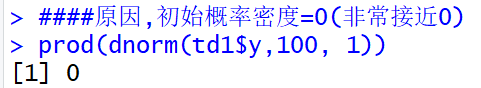 > ####原因,初始概率密度=0(非常接近0)
> prod(dnorm(td1$y,100, 1))
[1] 0